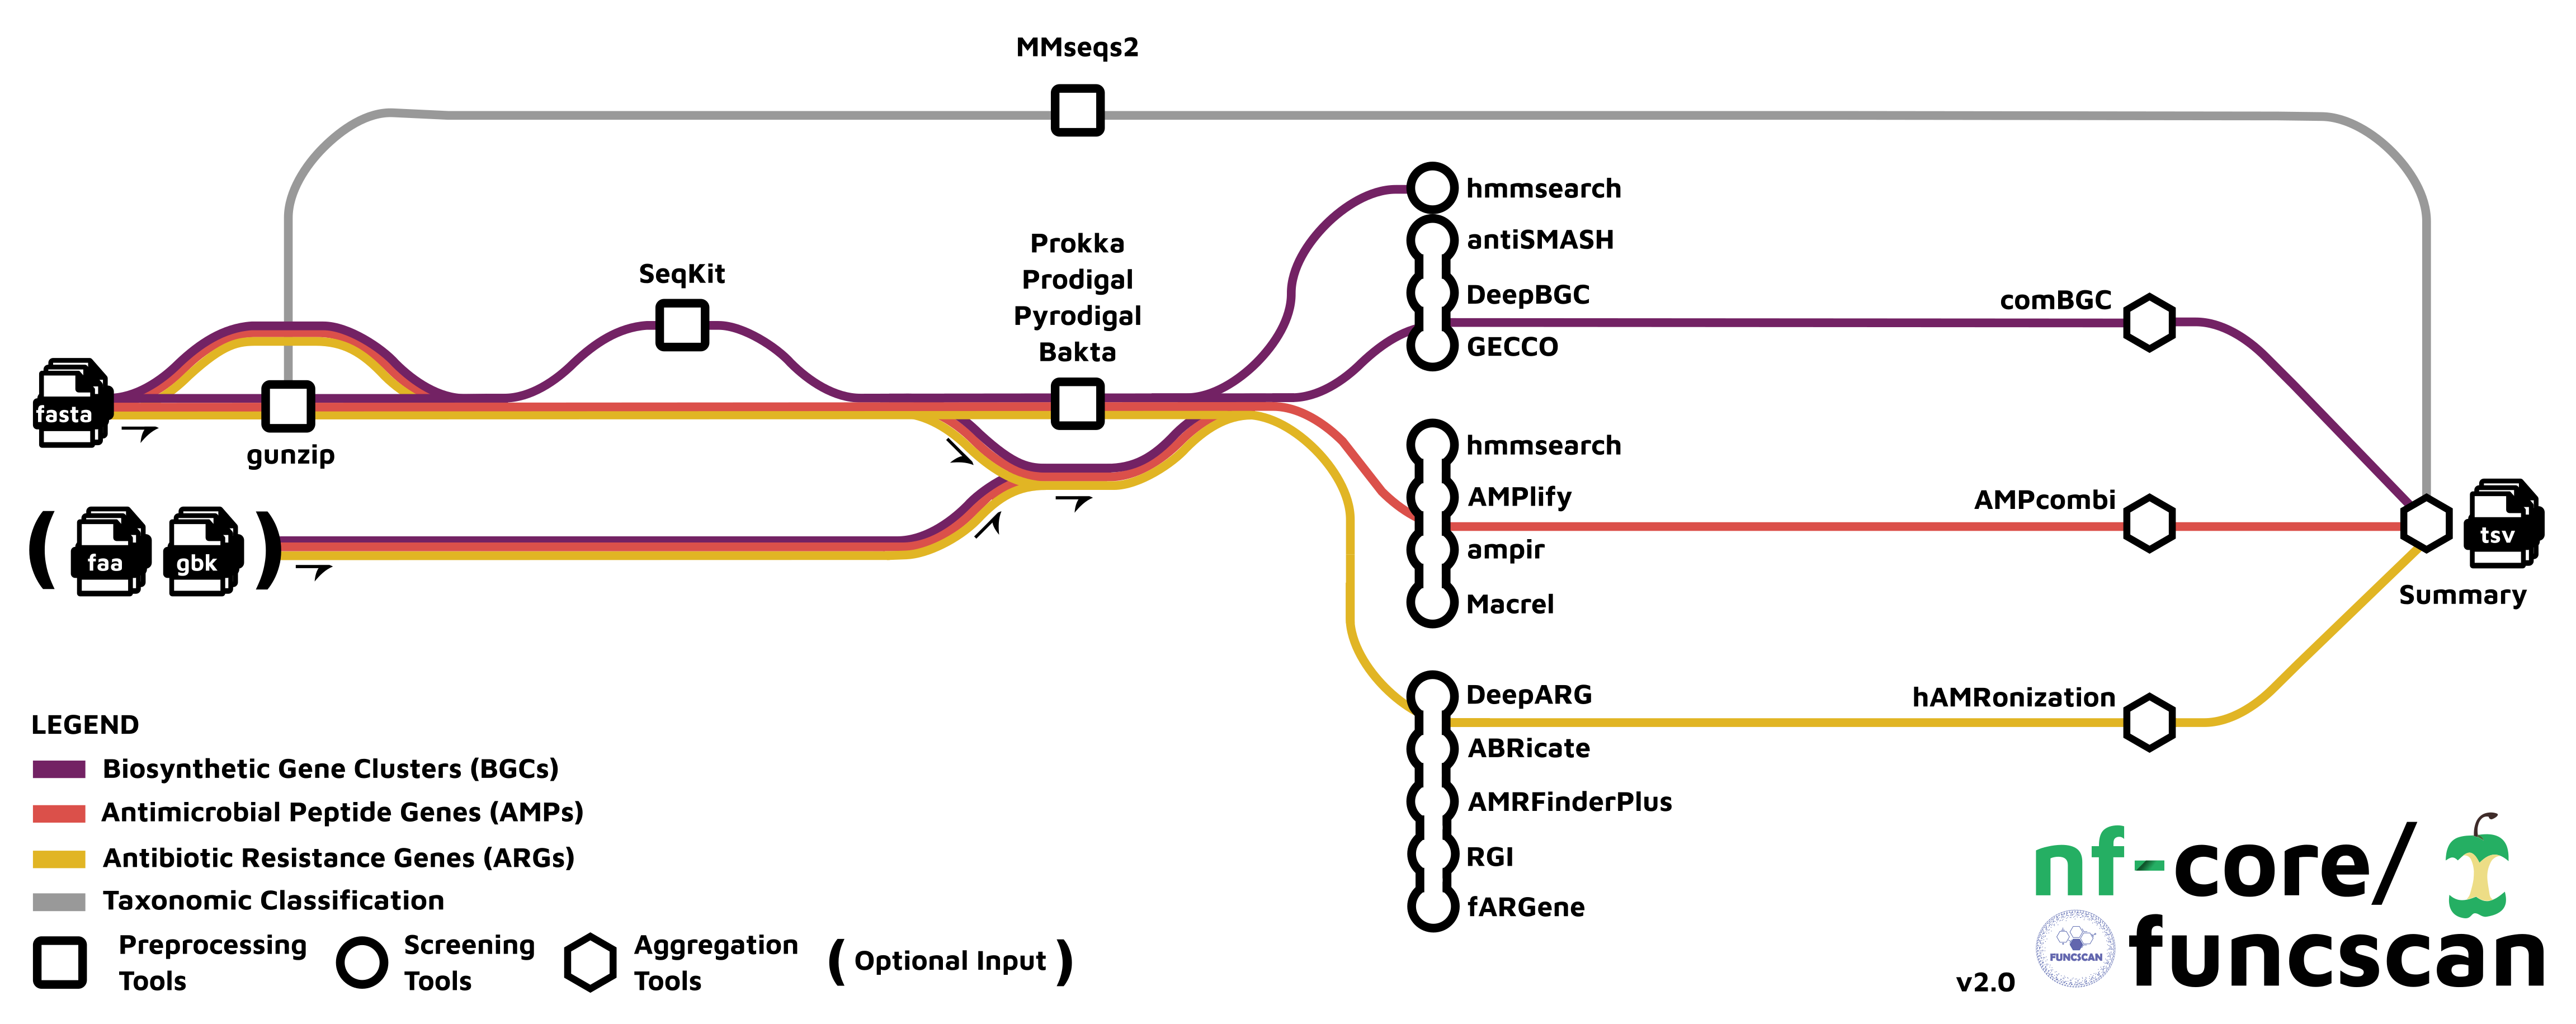 MMseqs2
hmmsearch
antiSMASH
DeepBGC
GECCO
Prokka
Prodigal
Pyrodigal
Bakta
SeqKit
comBGC
fasta
gunzip
hmmsearch
AMPlify
ampir
Macrel
AMPcombi
tsv
Summary
( faa gbk )
DeepARG
ABRicate
AMRFinderPlus
RGI
fARGene
hAMRonization
LEGEND
Biosynthetic Gene Clusters (BGCs)
Antimicrobial Peptide Genes (AMPs)
Antibiotic Resistance Genes (ARGs)
Taxonomic Classification
Preprocessing
Tools
Screening
Tools
Aggregation
Tools
( Optional Input )
nf-core/
funcscan
FUNCSCAN
v2.0